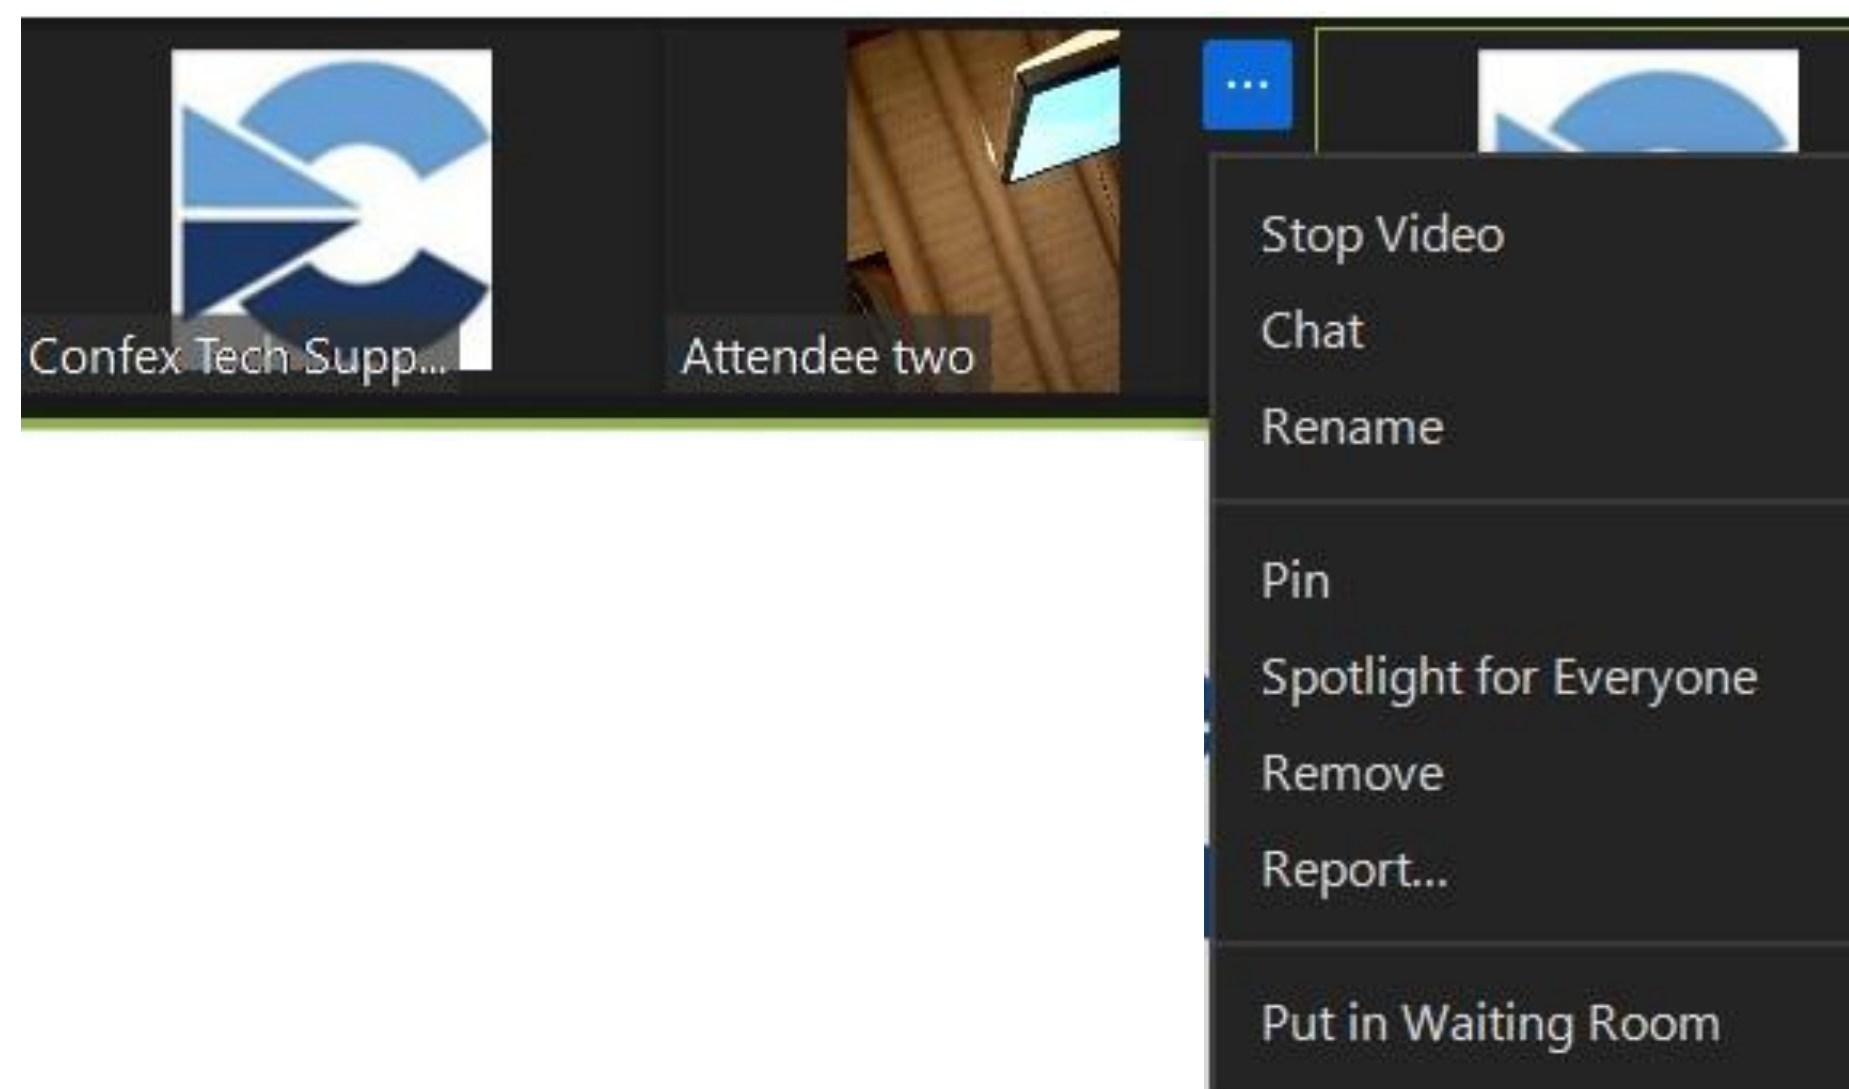 Confex Tech Supp...
Attendee two
...
Stop Video
Chat
Rename
Pin
Spotlight for Everyone
Remove
Report...
Put in Waiting Room